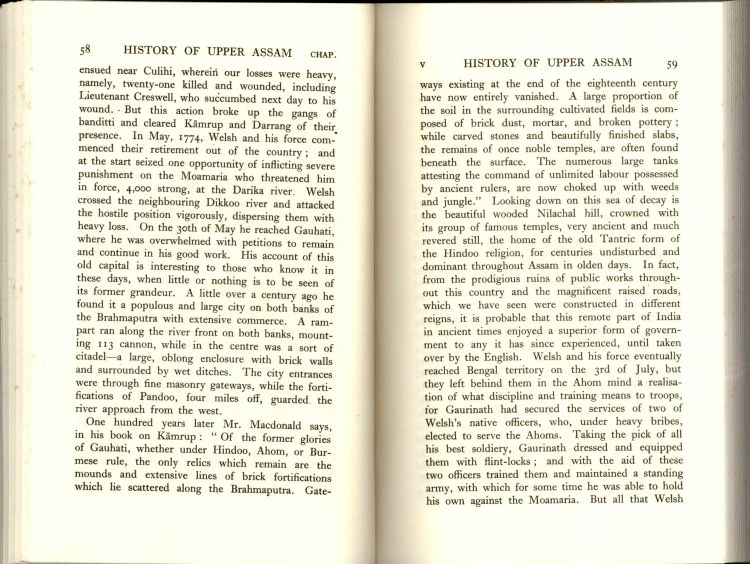 58 HISTORY OF UPPER ASSAM CHAP.
ensued near Culihi, wherein our losses were heavy,
namely, twenty-one killed and wounded, including
Lieutenant Creswell, who succumbed next day to his
wound. But this action broke up the gangs of
banditti and cleared Kāmrup and Darrang of their
presence. In May, 1774, Welsh and his force com-
menced their retirement out of the country ; and
at the start seized one opportunity of inflicting severe
punishment on the Moamaria who threatened him
in force, 4,000 strong, at the Darika river. Welsh
crossed the neighbouring Dikkoo river and attacked
the hostile position vigorously, dispersing them with
heavy loss. On the 30th of May he reached Gauhati,
where he was overwhelmed with petitions to remain
and continue in his good work. His account of this
old capital is interesting to those who know it in
these days, when little or nothing is to be seen of
its former grandeur. A little over a century ago he
found it a populous and large city on both banks of
the Brahmaputra with extensive commerce. A ram-
part ran along the river front on both banks, mount-
ing 113 cannon, while in the centre was a sort of
citadel—a large, oblong enclosure with brick walls
and surrounded by wet ditches. The city entrances
were through fine masonry gateways, while the forti-
fications of Pandoo, four miles off, guarded the
river approach from the west.
One hundred years later Mr. Macdonald says,
in his book on Kāmrup : " Of the former glories
of Gauhati, whether under Hindoo, Ahom, or Bur-
mese rule, the only relics which remain are the
mounds and extensive lines of brick fortifications
which lie scattered along the Brahmaputra. Gate-
v HISTORY OF UPPER ASSAM 59
ways existing at the end of the eighteenth century
have now entirely vanished. A large proportion of
the soil in the surrounding cultivated fields is com-
posed of brick dust, mortar, and broken pottery ;
while carved stones and beautifully finished slabs,
the remains of once noble temples, are often found
beneath the surface. The numerous large tanks
attesting the command of unlimited labour possessed
by ancient rulers, are now choked up with weeds
and jungle." Looking down on this sea of decay is
the beautiful wooded Nilachal hill, crowned with
its group of famous temples, very ancient and much
revered still, the home of the old Tantric form of
the Hindoo religion, for centuries undisturbed and
dominant throughout Assam in olden days. In fact,
from the prodigious ruins of public works through-
out this country and the magnificent raised roads,
which we have seen were constructed in different
reigns, it is probable that this remote part of India
in ancient times enjoyed a superior form of govern-
ment to any it has since experienced, until taken
over by the English. Welsh and his force eventually
reached Bengal territory on the 3rd of July, but
they left behind them in the Ahom mind a realisa-
tion of what discipline and training means to troops,
for Gaurinath had secured the services of two of
Welsh's native officers, who, under heavy bribes,
elected to serve the Ahoms. Taking the pick of all
his best soldiery, Gaurinath dressed and equipped
them with flint-locks ; and with the aid of these
two officers trained them and maintained a standing
army, with which for some time he was able to hold
his own against the Moamaria. But all that Welsh